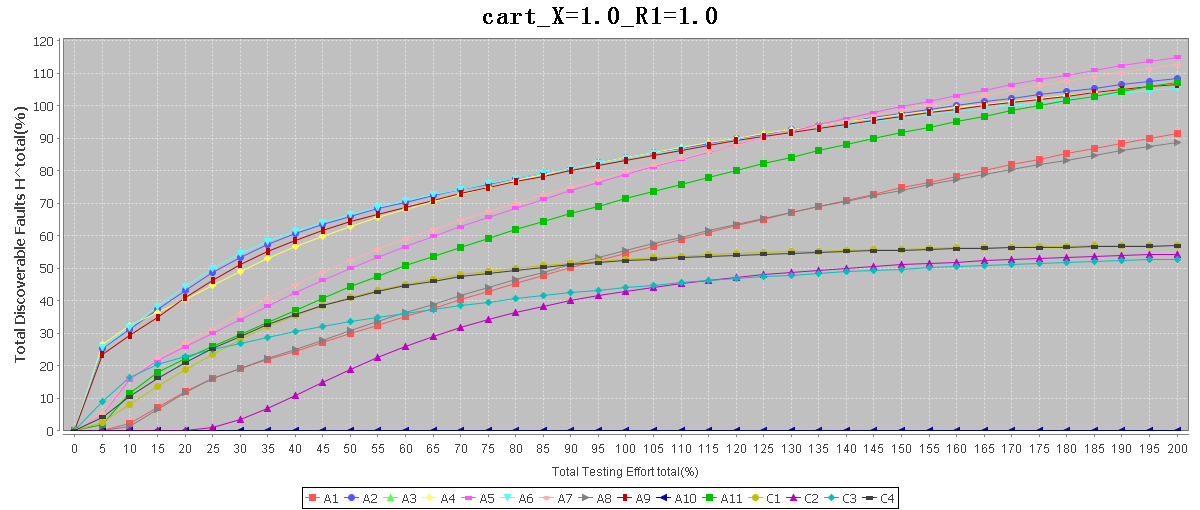 cart_X=1.0_R1=1.0
Total Discoverable Faults H^total(%)
120
110
100
90
80
70
60
50
40
30
20
10
0
0 5 10 15 20 25 30 35 40 45 50 55 60 65 70 75 80 85 90 95 100 105 110 115 120 125 130 135 140 145 150 155 160 165 170 175 180 185 190 195 200
Total Testing Effort total(%)
A1 A2 A3 A4 A5 A6 A7 A8 A9 A10 A11 C1 C2 C3 C4